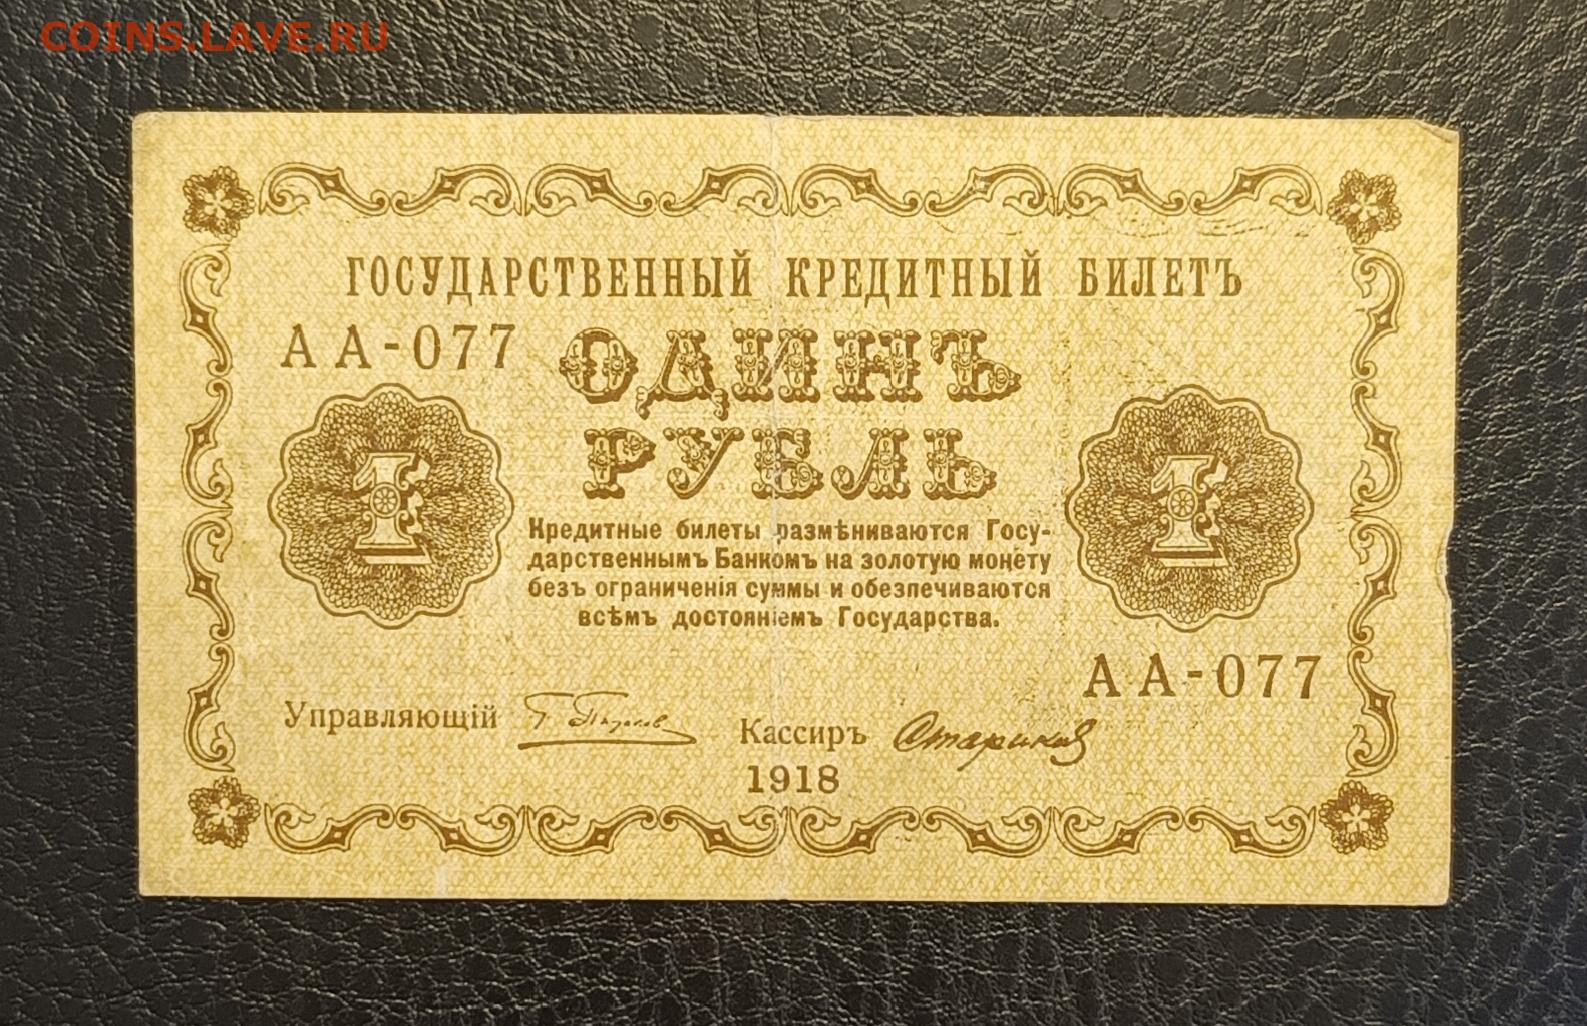 COINS.LAVE.RU
ГОСУДАРСТВЕННЫЙ КРЕДИТНЫЙ БИЛЕТЪ
АА-077
ОДИНЪ
РУБЛЬ
1
1
Кредитные билеты размѣниваются Госу-
дарственнымъ Банкомъ на золотую монету
безъ ограниченія суммы и обезпечиваются
всѣмъ достояніемъ Государства.
АА-077
Управляющій
Кассиръ Стариков
1918